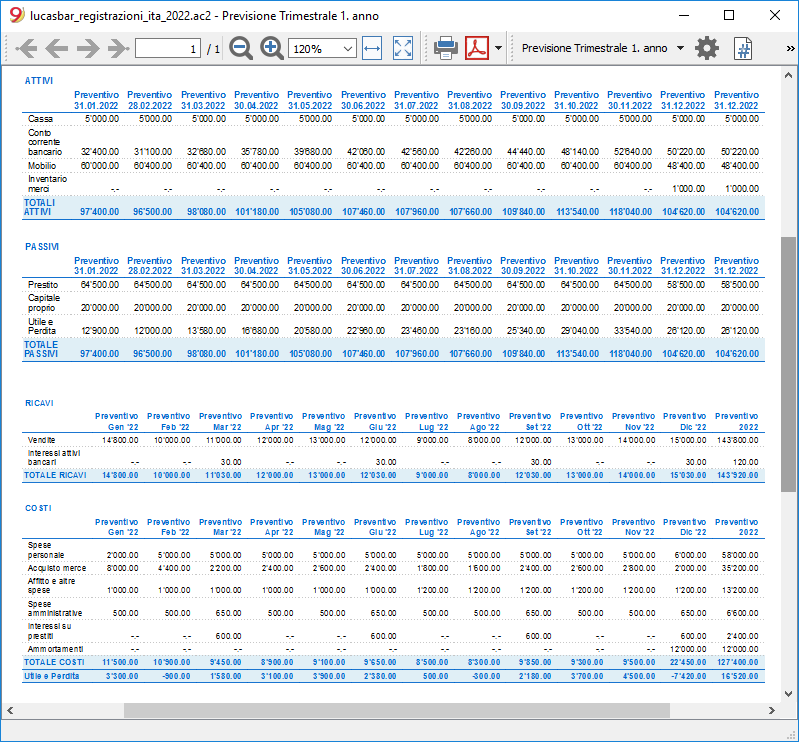 lucasbar_registrazioni_ita_2022.ac2 - Previsione Trimestrale 1. anno
1 / 1 120% Previsione Trimestrale 1. anno # »
ATTIVI
Preventivo Preventivo Preventivo Preventivo Preventivo Preventivo Preventivo Preventivo Preventivo Preventivo Preventivo Preventivo Preventivo
31.01.2022 28.02.2022 31.03.2022 30.04.2022 31.05.2022 30.06.2022 31.07.2022 31.08.2022 30.09.2022 31.10.2022 30.11.2022 31.12.2022 31.12.2022
Cassa 5'000.00 5'000.00 5'000.00 5'000.00 5'000.00 5'000.00 5'000.00 5'000.00 5'000.00 5'000.00 5'000.00 5'000.00 5'000.00
Conto
corrente
bancario 32'400.00 31'100.00 32'680.00 35'780.00 39'680.00 42'060.00 42'560.00 42'260.00 44'440.00 48'140.00 52'640.00 50'220.00 50'220.00
Mobilio 60'000.00 60'400.00 60'400.00 60'400.00 60'400.00 60'400.00 60'400.00 60'400.00 60'400.00 60'400.00 60'400.00 48'400.00 48'400.00
Inventario
merci -.- -.- -.- -.- -.- -.- -.- -.- -.- -.- -.- 1'000.00 1'000.00
TOTALI
ATTIVI 97'400.00 96'500.00 98'080.00 101'180.00 105'080.00 107'460.00 107'960.00 107'660.00 109'840.00 113'540.00 118'040.00 104'620.00 104'620.00
PASSIVI
Preventivo Preventivo Preventivo Preventivo Preventivo Preventivo Preventivo Preventivo Preventivo Preventivo Preventivo Preventivo Preventivo
31.01.2022 28.02.2022 31.03.2022 30.04.2022 31.05.2022 30.06.2022 31.07.2022 31.08.2022 30.09.2022 31.10.2022 30.11.2022 31.12.2022 31.12.2022
Prestito 64'500.00 64'500.00 64'500.00 64'500.00 64'500.00 64'500.00 64'500.00 64'500.00 64'500.00 64'500.00 64'500.00 58'500.00 58'500.00
Capitale
proprio 20'000.00 20'000.00 20'000.00 20'000.00 20'000.00 20'000.00 20'000.00 20'000.00 20'000.00 20'000.00 20'000.00 20'000.00 20'000.00
Utile e
Perdita 12'900.00 12'000.00 13'580.00 16'680.00 20'580.00 22'960.00 23'460.00 23'160.00 25'340.00 29'040.00 33'540.00 26'120.00 26'120.00
TOTALE
PASSIVI 97'400.00 96'500.00 98'080.00 101'180.00 105'080.00 107'460.00 107'960.00 107'660.00 109'840.00 113'540.00 118'040.00 104'620.00 104'620.00
RICAVI
Preventivo Preventivo Preventivo Preventivo Preventivo Preventivo Preventivo Preventivo Preventivo Preventivo Preventivo Preventivo Preventivo
Gen '22 Feb '22 Mar '22 Apr '22 Mag '22 Giu '22 Lug '22 Ago '22 Set '22 Ott '22 Nov '22 Dic '22 2022
Vendite 14'800.00 10'000.00 11'000.00 12'000.00 13'000.00 12'000.00 9'000.00 8'000.00 12'000.00 13'000.00 14'000.00 15'000.00 143'800.00
Interessi attivi
bancari -.- -.- 30.00 -.- -.- 30.00 -.- -.- 30.00 -.- -.- 30.00 120.00
TOTALE RICAVI 14'800.00 10'000.00 11'030.00 12'000.00 13'000.00 12'030.00 9'000.00 8'000.00 12'030.00 13'000.00 14'000.00 15'030.00 143'920.00
COSTI
Preventivo Preventivo Preventivo Preventivo Preventivo Preventivo Preventivo Preventivo Preventivo Preventivo Preventivo Preventivo Preventivo
Gen '22 Feb '22 Mar '22 Apr '22 Mag '22 Giu '22 Lug '22 Ago '22 Set '22 Ott '22 Nov '22 Dic '22 2022
Spese
personale 2'000.00 5'000.00 5'000.00 5'000.00 5'000.00 5'000.00 5'000.00 5'000.00 5'000.00 5'000.00 5'000.00 6'000.00 58'000.00
Acquisto merce 8'000.00 4'400.00 2'200.00 2'400.00 2'600.00 2'400.00 1'800.00 1'600.00 2'400.00 2'600.00 2'800.00 2'000.00 35'200.00
Affitto e altre
spese 1'000.00 1'000.00 1'000.00 1'000.00 1'000.00 1'000.00 1'200.00 1'200.00 1'200.00 1'200.00 1'200.00 1'200.00 13'200.00
Spese
amministrative 500.00 500.00 650.00 500.00 500.00 650.00 500.00 500.00 650.00 500.00 500.00 650.00 6'600.00
Interessi su
prestiti -.- -.- 600.00 -.- -.- 600.00 -.- -.- 600.00 -.- -.- 600.00 2'400.00
Ammortamenti -.- -.- -.- -.- -.- -.- -.- -.- -.- -.- -.- 12'000.00 12'000.00
TOTALE COSTI 11'500.00 10'900.00 9'450.00 8'900.00 9'100.00 9'650.00 8'500.00 8'300.00 9'850.00 9'300.00 9'500.00 22'450.00 127'400.00
Utile e Perdita 3'300.00 -900.00 1'580.00 3'100.00 3'900.00 2'380.00 500.00 -300.00 2'180.00 3'700.00 4'500.00 -7'420.00 16'520.00